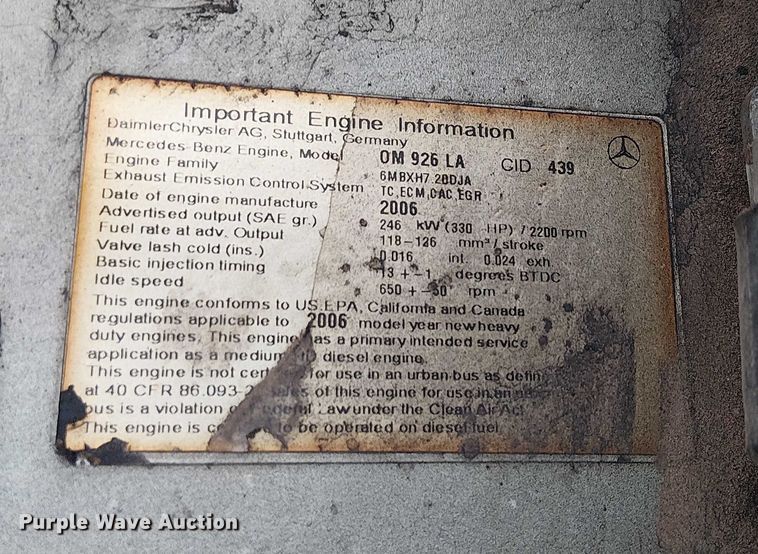 Important Engine Information
DaimlerChrysler AG, Stuttgart, Germany
Mercedes-Benz Engine, Model OM 926 LA CID 439
Engine Family 6MBXH7.2BDJA
Exhaust Emission Control System TC,ECM,CAC,EGR
Date of engine manufacture 2006
Advertised output (SAE gr.) 246 kW (330 HP) / 2200 rpm
Fuel rate at adv. Output 118-126 mm³/stroke
Valve lash cold (ins.) 0.016 int. 0.024 exh
Basic injection timing 13 +-1 degrees BTDC
Idle speed 650 +-50 rpm
This engine conforms to US.EPA, California and Canada
regulations applicable to 2006 model year new heavy
duty engines. This engine has a primary intended service
application as a medium diesel engine.
This engine is not for use in an urban bus as
at 40 CFR 86.093- of this engine for use in an
bus is a violation of Federal Law under the Clean Air Act
This engine is to be operated on diesel fuel
Purple Wave Auction